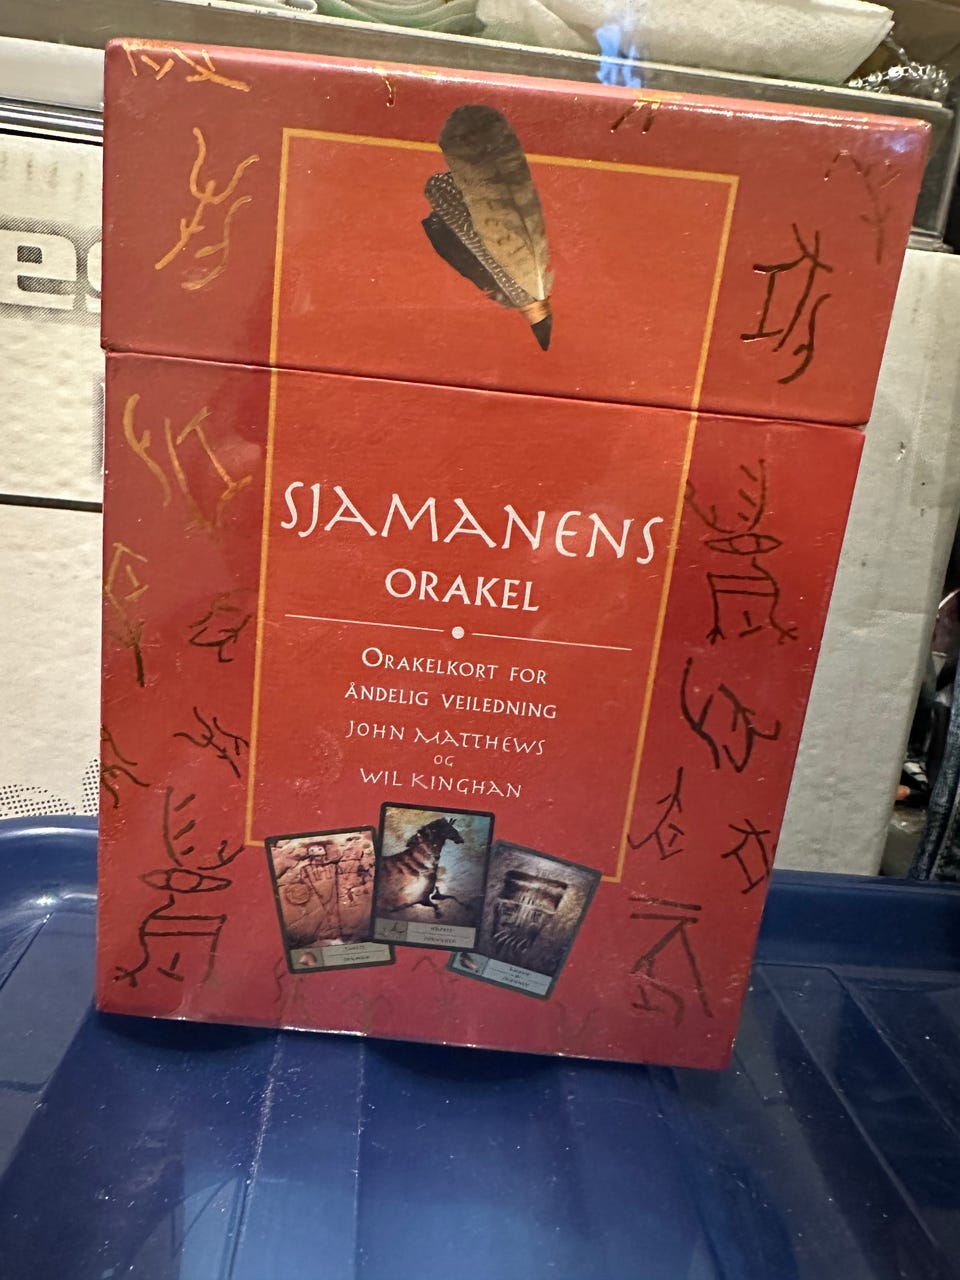 SJAMANENS
ORAKEL
ORAKELKORT FOR
ÅNDELIG VEILEDNING
JOHN MATTHEWS
OG
WIL KINGHAN